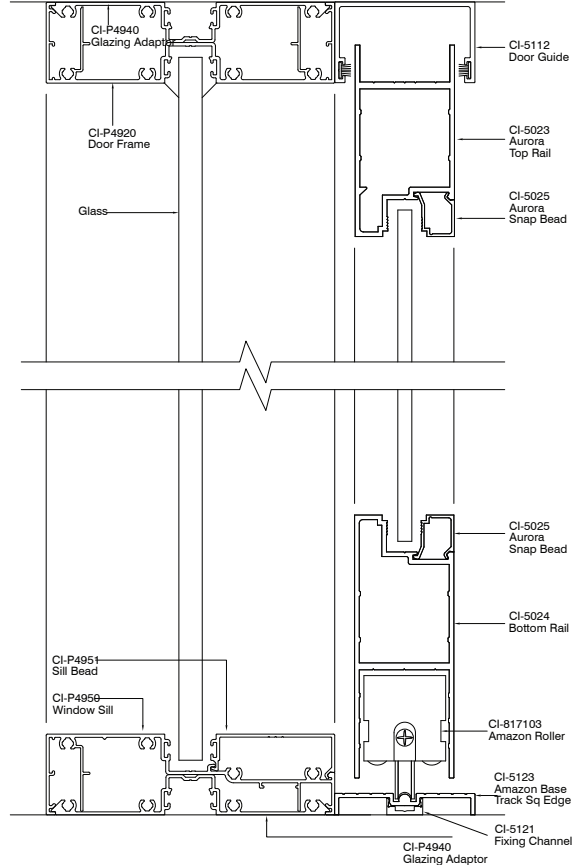 CI-P4940
Glazing Adaptor
CI-5112
Door Guide
CI-P4920
Door Frame
CI-5023
Aurora
Top Rail
CI-5025
Aurora
Snap Bead
Glass
CI-5025
Aurora
Snap Bead
CI-5024
Bottom Rail
CI-P4951
Sill Bead
CI-P4950
Window Sill
CI-817103
Amazon Roller
CI-5123
Amazon Base
Track Sq Edge
CI-5121
Fixing Channel
CI-P4940
Glazing Adaptor